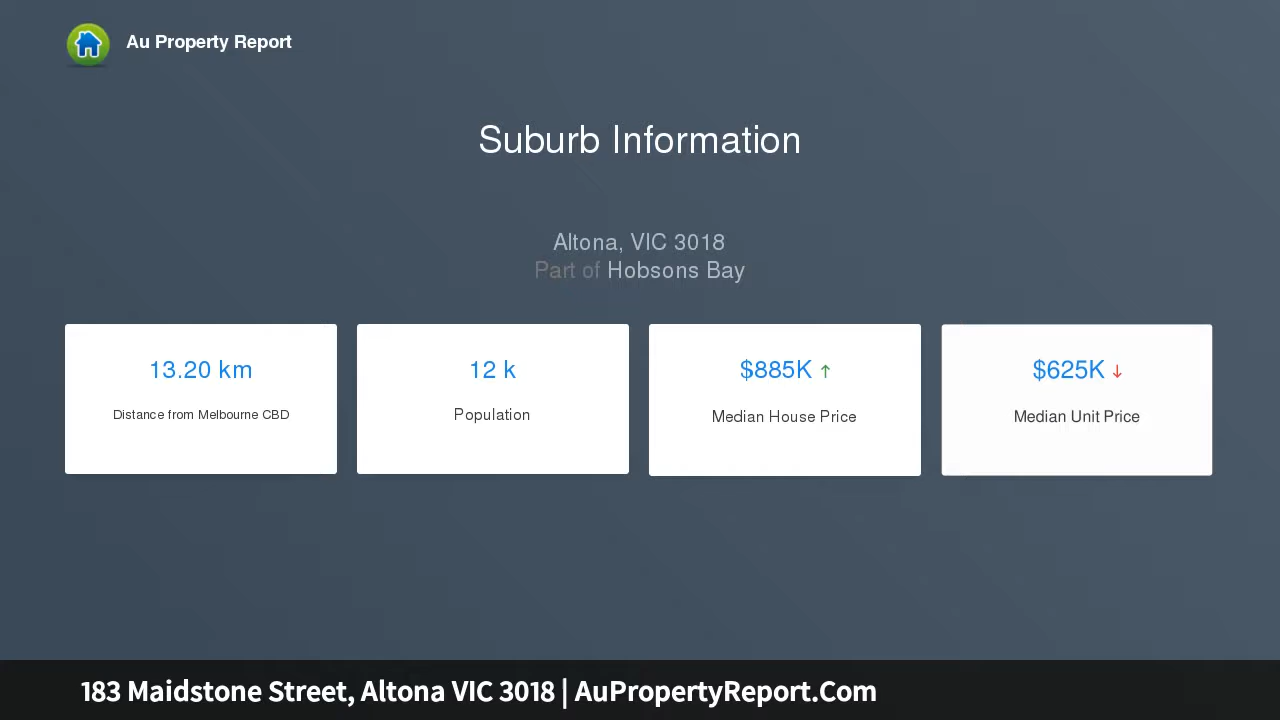 Au Property Report
Suburb Information
Altona, VIC 3018
Part of Hobsons Bay
13.20 km
Distance from Melbourne CBD
12 k
Population
$885K ↑
Median House Price
$625K ↓
Median Unit Price
183 Maidstone Street, Altona VIC 3018 | AuPropertyReport.Com